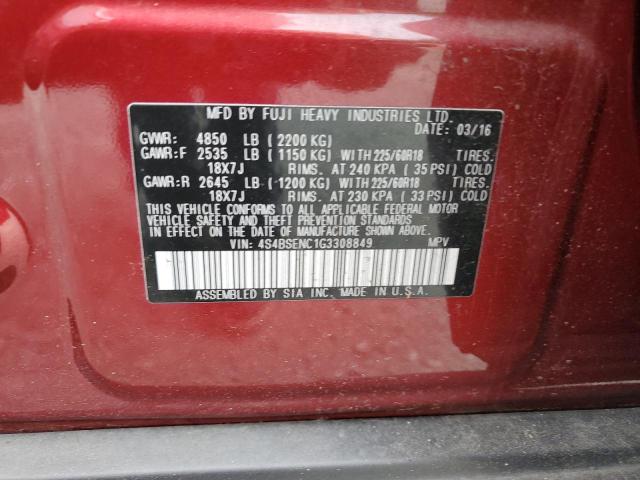 MFD BY FUJI HEAVY INDUSTRIES LTD.
DATE: 03/16
GVWR: 4850 LB (2200 KG)
GAWR:F 2535 LB (1150 KG) WITH 225/60R18 TIRES.
18X7J RIMS. AT 240 KPA (35 PSI) COLD
GAWR:R 2645 LB (1200 KG) WITH 225/60R18 TIRES.
18X7J RIMS. AT 230 KPA (33 PSI) COLD
THIS VEHICLE CONFORMS TO ALL APPLICABLE FEDERAL MOTOR
VEHICLE SAFETY AND THEFT PREVENTION STANDARDS
IN EFFECT ON THE DATE OF MANUFACTURE SHOWN ABOVE.
VIN: 4S4BSENC1G3308849 MPV
ASSEMBLED BY SIA INC. MADE IN U.S.A.